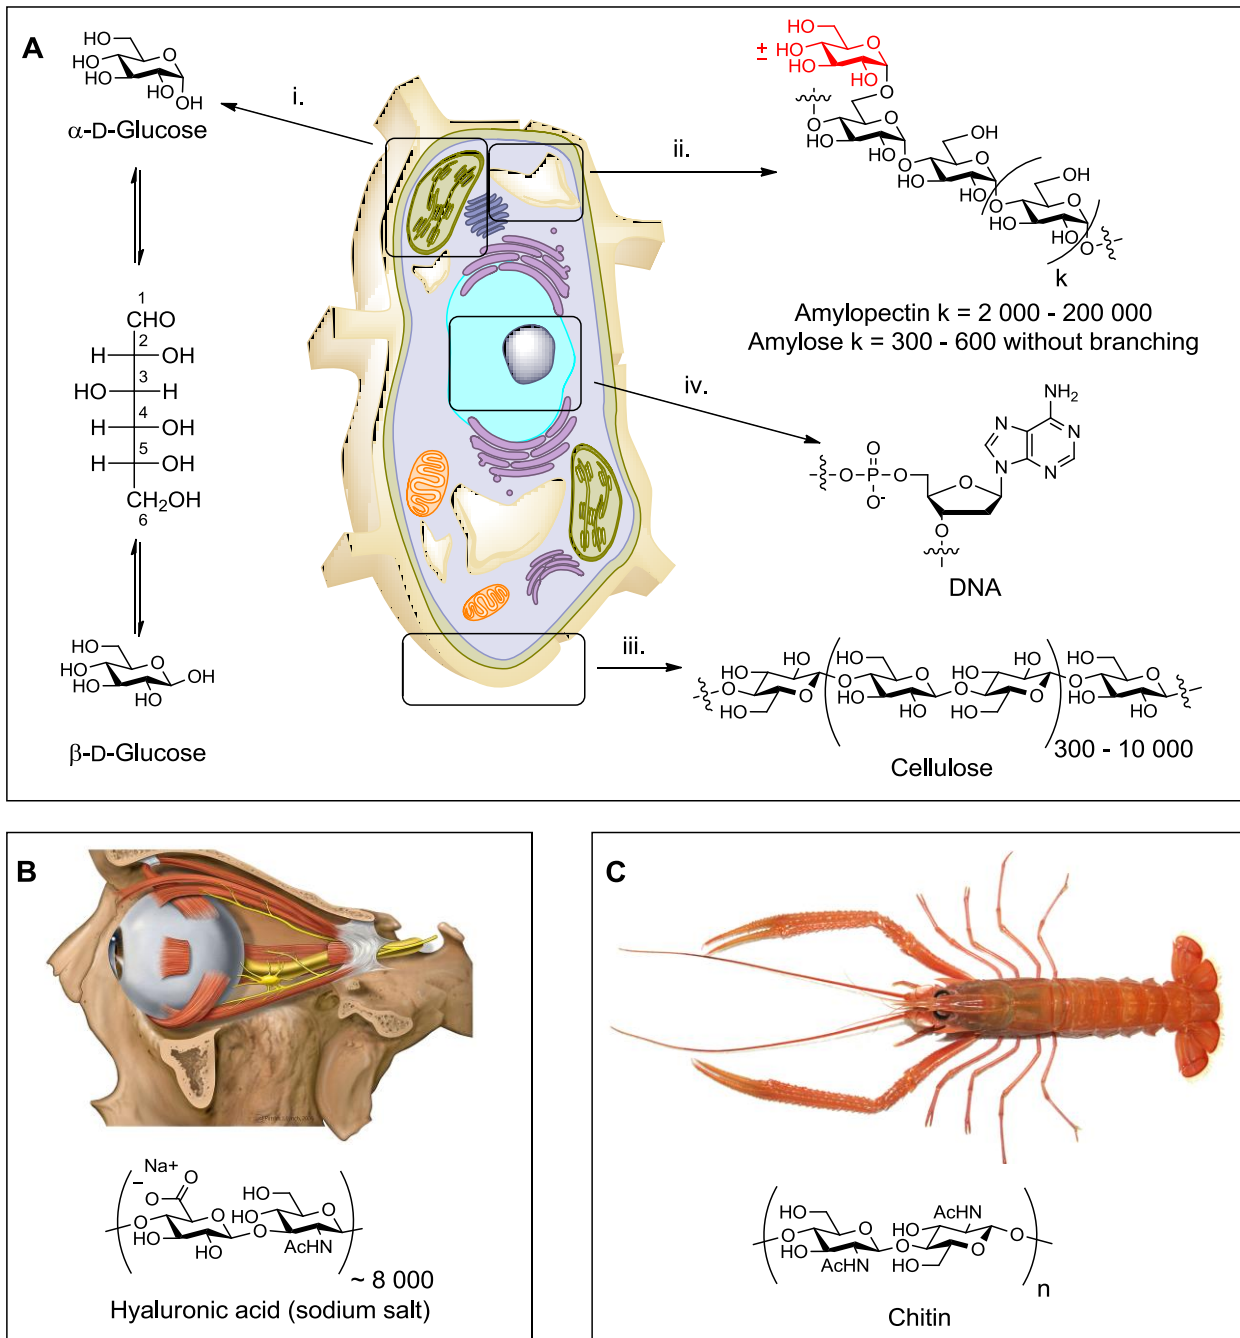 A
HO
O
HO
HO
HO
OH
α-D-Glucose
i.
1
CHO
2
H
OH
3
HO
H
4
H
OH
5
H
OH
CH2OH
6
HO
O
HO
OH
HO
HO
β-D-Glucose
HO
±
HO
O
HO
HO
O
ii.
O
O
HO
HO
O
OH
O
HO
HO
O
OH
O
HO
HO
O
k
Amylopectin k = 2 000 - 200 000
Amylose k = 300 - 600 without branching
iv.
NH2
N
N
N
N
O
O
P
O
O-
O
O
DNA
iii.
HO
OH
O
O
HO
HO
O
HO
O
HO
OH
O
O
HO
O
HO
O
HO
HO
300 - 10 000
Cellulose
B
Na+
−
O
O
HO
O
O
HO
O
HO
HO
O
AcHN
O
~ 8 000
Hyaluronic acid (sodium salt)
C
HO
AcHN
O
O
HO
O
HO
AcHN
O
O
HO
n
Chitin